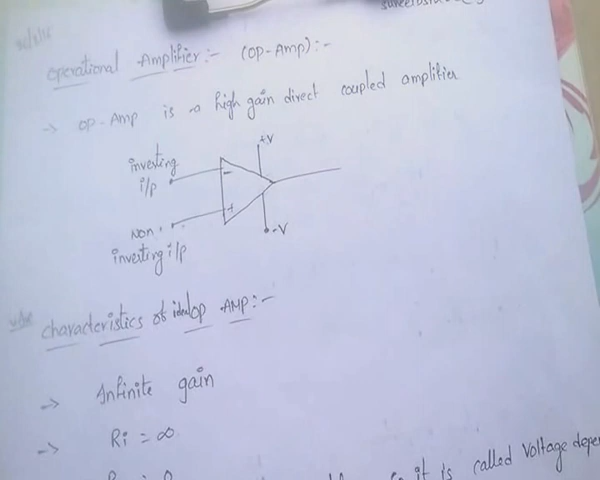 operational Amplifier:- (OP-Amp):-
→ OP-Amp is a high gain direct coupled amplifier
+V
inverting
i/p
-
+
Non
inverting i/p
-V
characteristics of ideal OP-AMP:-
→ Infinite gain
→ Ri = ∞
it is called voltage